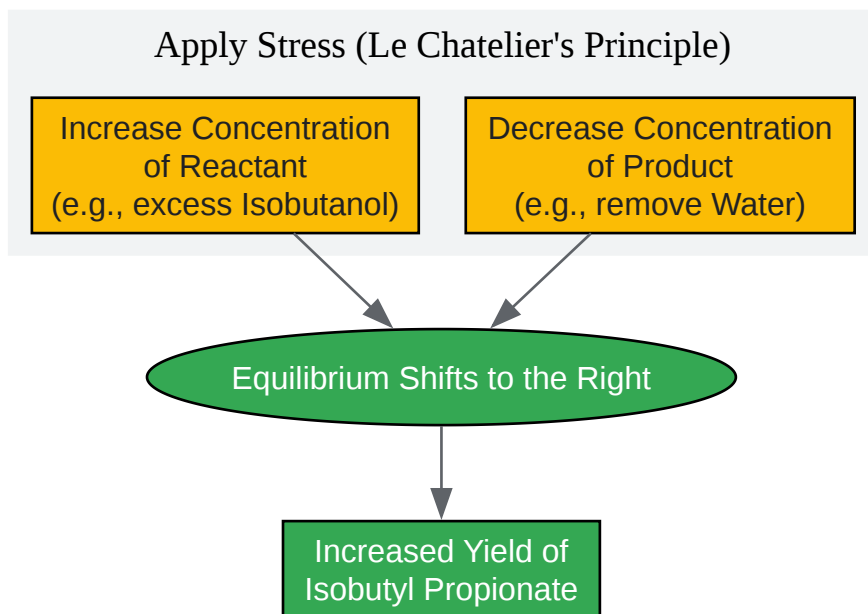 Apply Stress (Le Chatelier's Principle)
Increase Concentration
of Reactant
(e.g., excess Isobutanol)
Decrease Concentration
of Product
(e.g., remove Water)
Equilibrium Shifts to the Right
Increased Yield of
Isobutyl Propionate